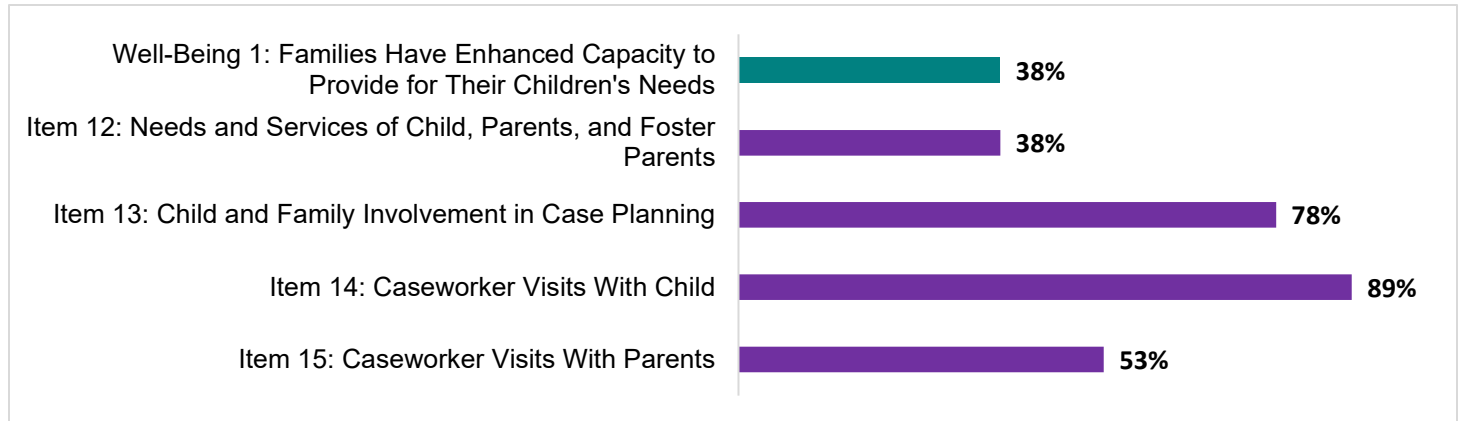 Well-Being 1: Families Have Enhanced Capacity to
Provide for Their Children's Needs
38%
Item 12: Needs and Services of Child, Parents, and Foster
Parents
38%
Item 13: Child and Family Involvement in Case Planning
78%
Item 14: Caseworker Visits With Child
89%
Item 15: Caseworker Visits With Parents
53%